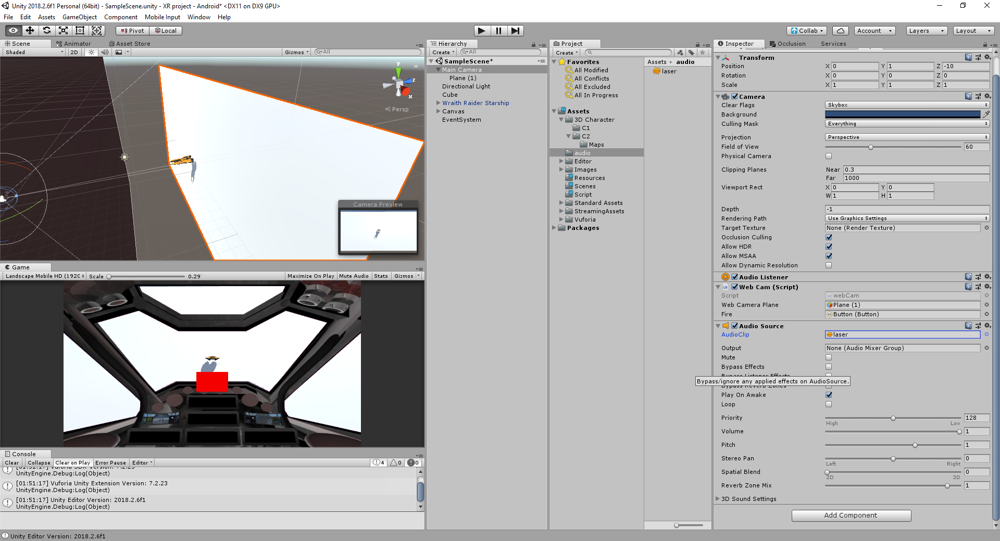 Unity 2018.2.6f1 Personal (64bit) - SampleScene.unity - XR project - Android* <DX11 on DX9 GPU>
File Edit Assets GameObject Component Mobile Input Window Help
Pivot Local Collab Account Layers Layout
Scene Animator Asset Store
Shaded 2D Gizmos All
y
z
x
Persp
Camera Preview
Game
Landscape Mobile HD (1920 Scale 0.29 Maximize On Play Mute Audio Stats Gizmos
Console
Clear Collapse Clear on Play Error Pause Editor 4 0 0
[01:51:17] Vuforia SDK Version: 7.2.23
UnityEngine.Debug:Log(Object)
[01:51:17] Vuforia Unity Extension Version: 7.2.23
UnityEngine.Debug:Log(Object)
[01:51:17] Unity Editor Version: 2018.2.6f1
UnityEngine.Debug:Log(Object)
Unity Editor Version: 2018.2.6f1
Hierarchy
Create All
SampleScene*
Main Camera
Plane (1)
Directional Light
Cube
Wraith Raider Starship
Canvas
EventSystem
Project
Create
Favorites
All Modified
All Conflicts
All Excluded
All In Progress
Assets
3D Character
C1
C2
Maps
audio
Editor
Images
Resources
Scenes
Script
Standard Assets
StreamingAssets
Vuforia
Packages
Assets audio
laser
Inspector Occlusion Services
Transform
Position X 0 Y 1 Z -10
Rotation X 0 Y 0 Z 0
Scale X 1 Y 1 Z 1
Camera
Clear Flags Skybox
Background
Culling Mask Everything
Projection Perspective
Field of View 60
Physical Camera
Clipping Planes Near 0.3
Far 1000
Viewport Rect X 0 Y 0
W 1 H 1
Depth -1
Rendering Path Use Graphics Settings
Target Texture None (Render Texture)
Occlusion Culling
Allow HDR
Allow MSAA
Allow Dynamic Resolution
Audio Listener
Web Cam (Script)
Script webCam
Web Camera Plane Plane (1)
Fire Button (Button)
Audio Source
AudioClip laser
Output None (Audio Mixer Group)
Mute
Bypass Effects
Bypass Listener Effects
Bypass/ignore any applied effects on AudioSource.
Bypass Reverb Zones
Play On Awake
Loop
Priority 128
High Low
Volume 1
Pitch 1
Stereo Pan 0
Left Right
Spatial Blend 0
2D 3D
Reverb Zone Mix 1
3D Sound Settings
Add Component